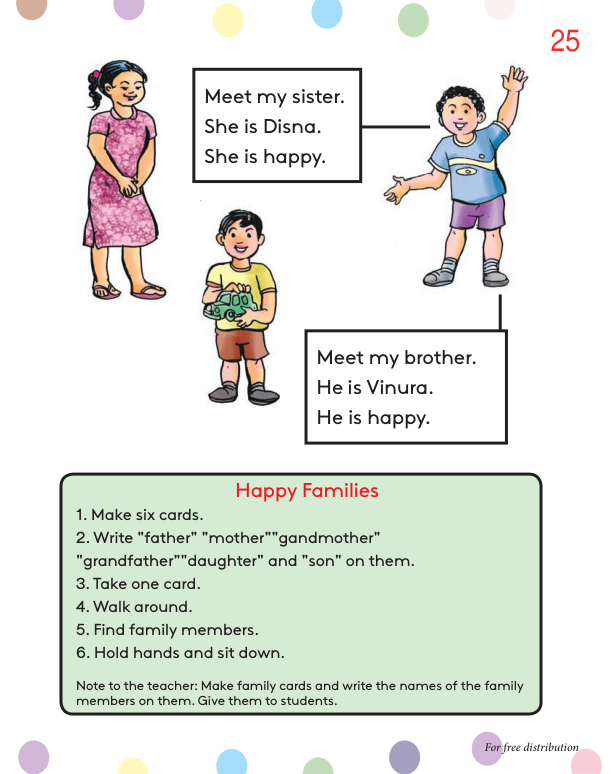 25
Meet my sister.
She is Disna.
She is happy.
Meet my brother.
He is Vinura.
He is happy.
Happy Families
1. Make six cards.
2. Write "father" "mother""gandmother"
"grandfather""daughter" and "son" on them.
3. Take one card.
4. Walk around.
5. Find family members.
6. Hold hands and sit down.
Note to the teacher: Make family cards and write the names of the family
members on them. Give them to students.
For free distribution